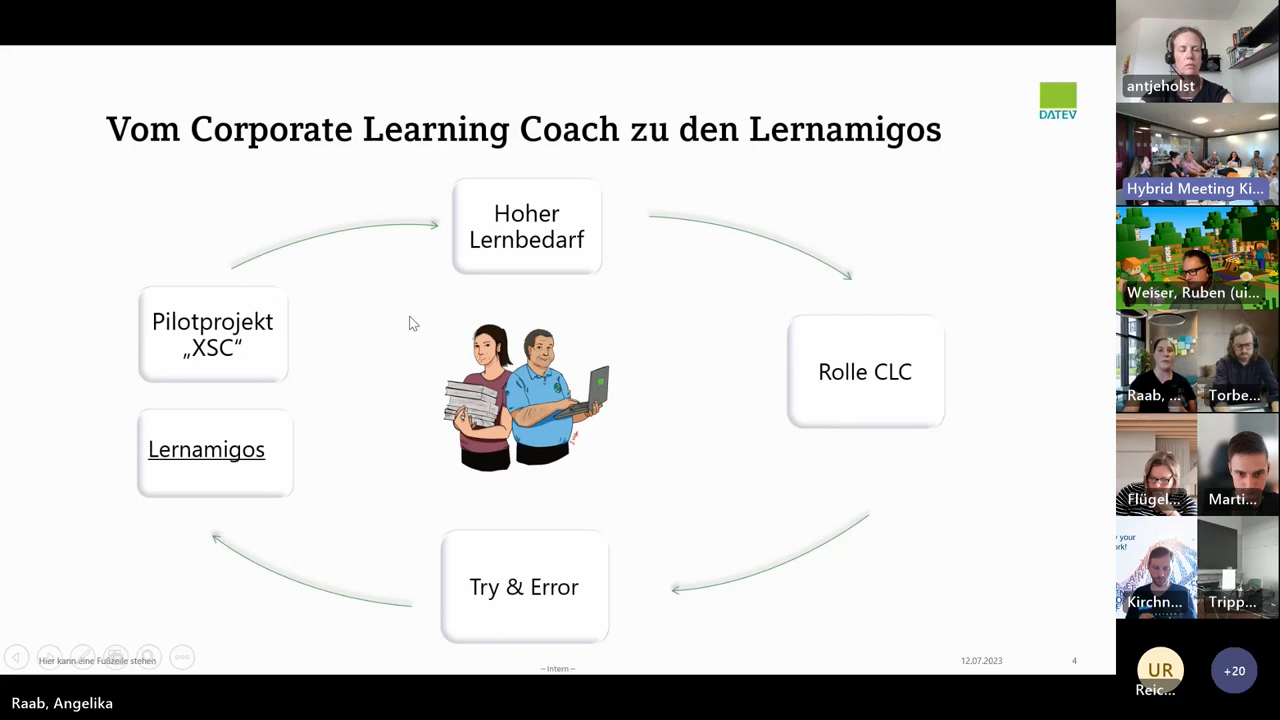 Vom Corporate Learning Coach zu den Lernamigos
DATEV
Hoher
Lernbedarf
Pilotprojekt
„XSC“
Rolle CLC
Lernamigos
Try & Error
Hier kann eine Fußzeile stehen
– Intern –
12.07.2023
4
Raab, Angelika
antjeholst
Hybrid Meeting Ki...
Weiser, Ruben (ui...
Raab, ...
Torbe...
Flügel...
Marti...
your
rk!
Kirchn...
Tripp...
UR
Reic...
+20